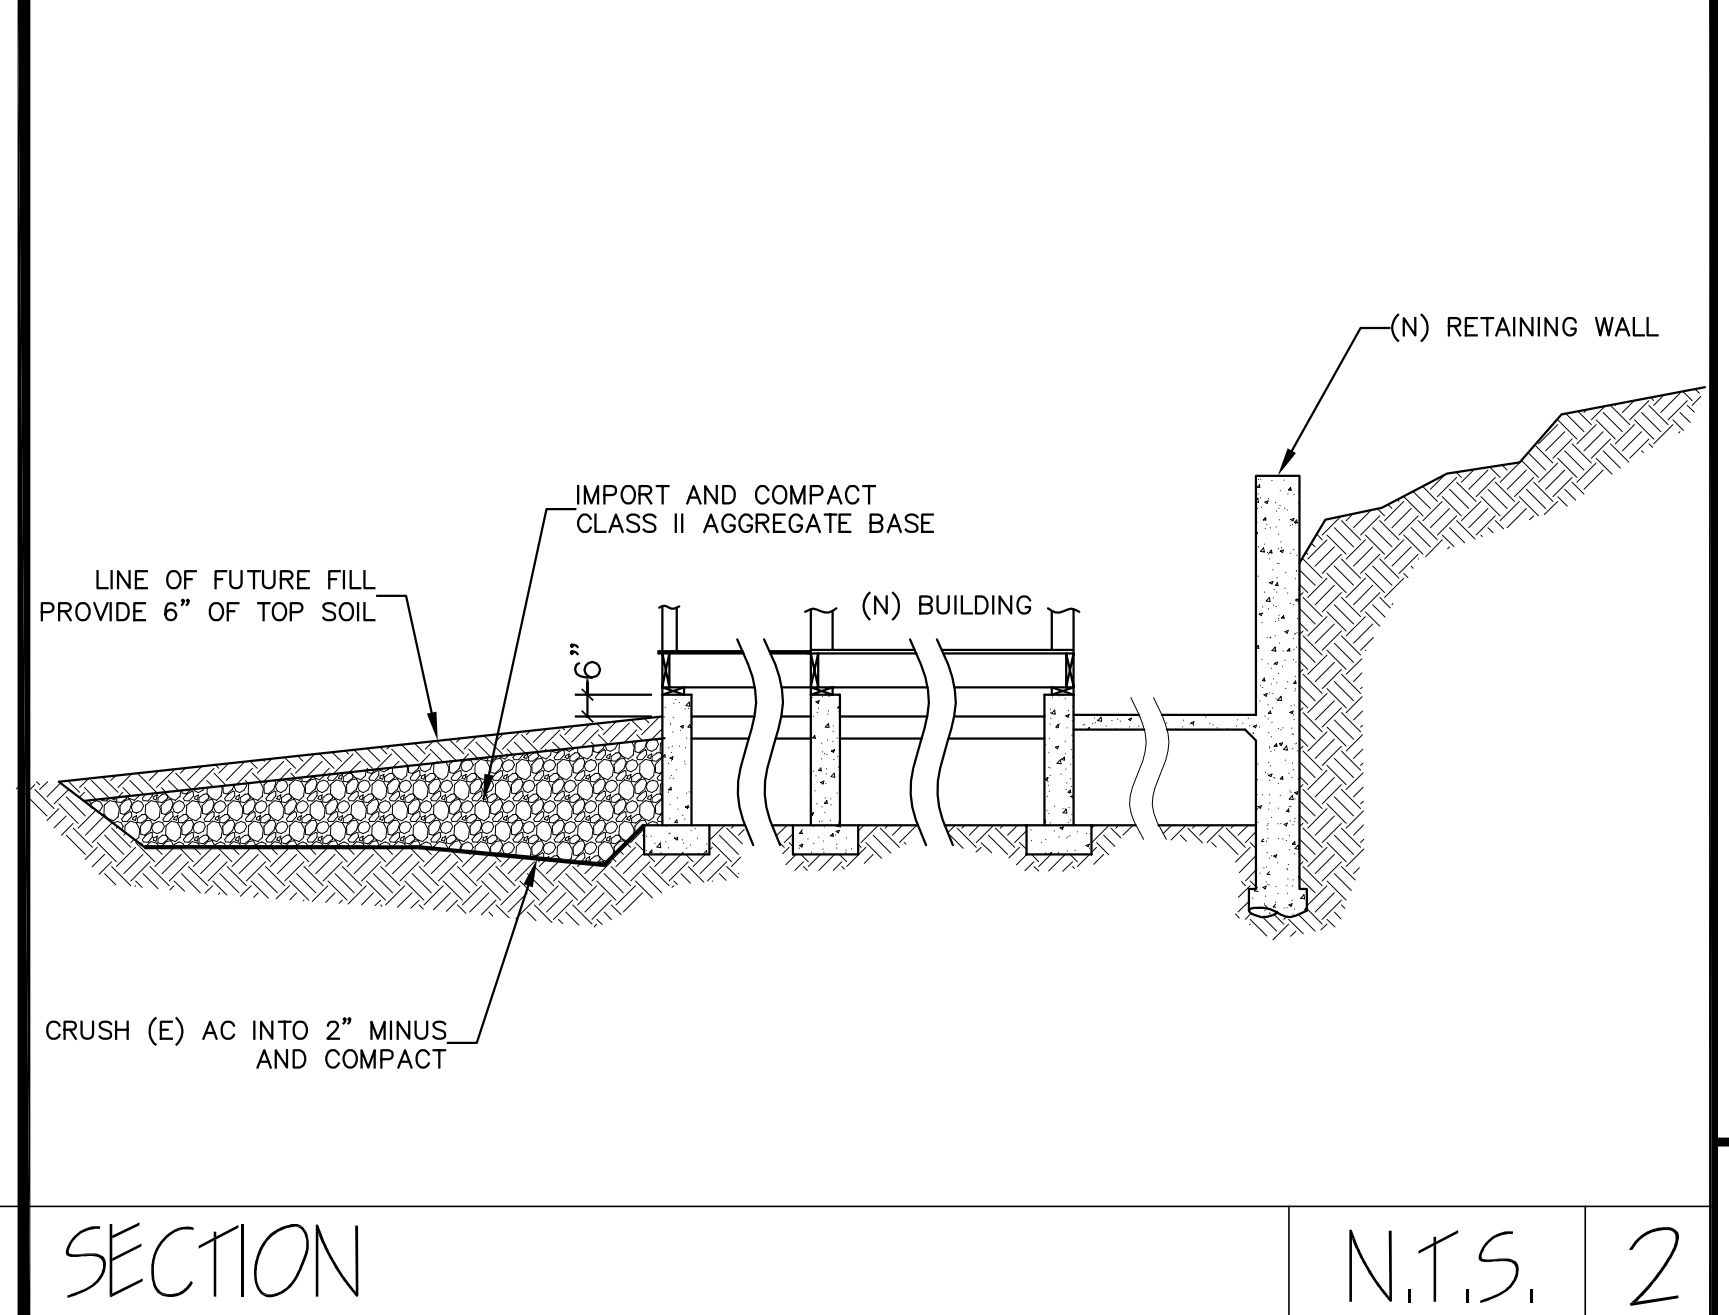 (N) RETAINING WALL
IMPORT AND COMPACT
CLASS II AGGREGATE BASE
LINE OF FUTURE FILL
PROVIDE 6” OF TOP SOIL
(N) BUILDING
6”
CRUSH (E) AC INTO 2” MINUS
AND COMPACT
SECTION
N.T.S.
2